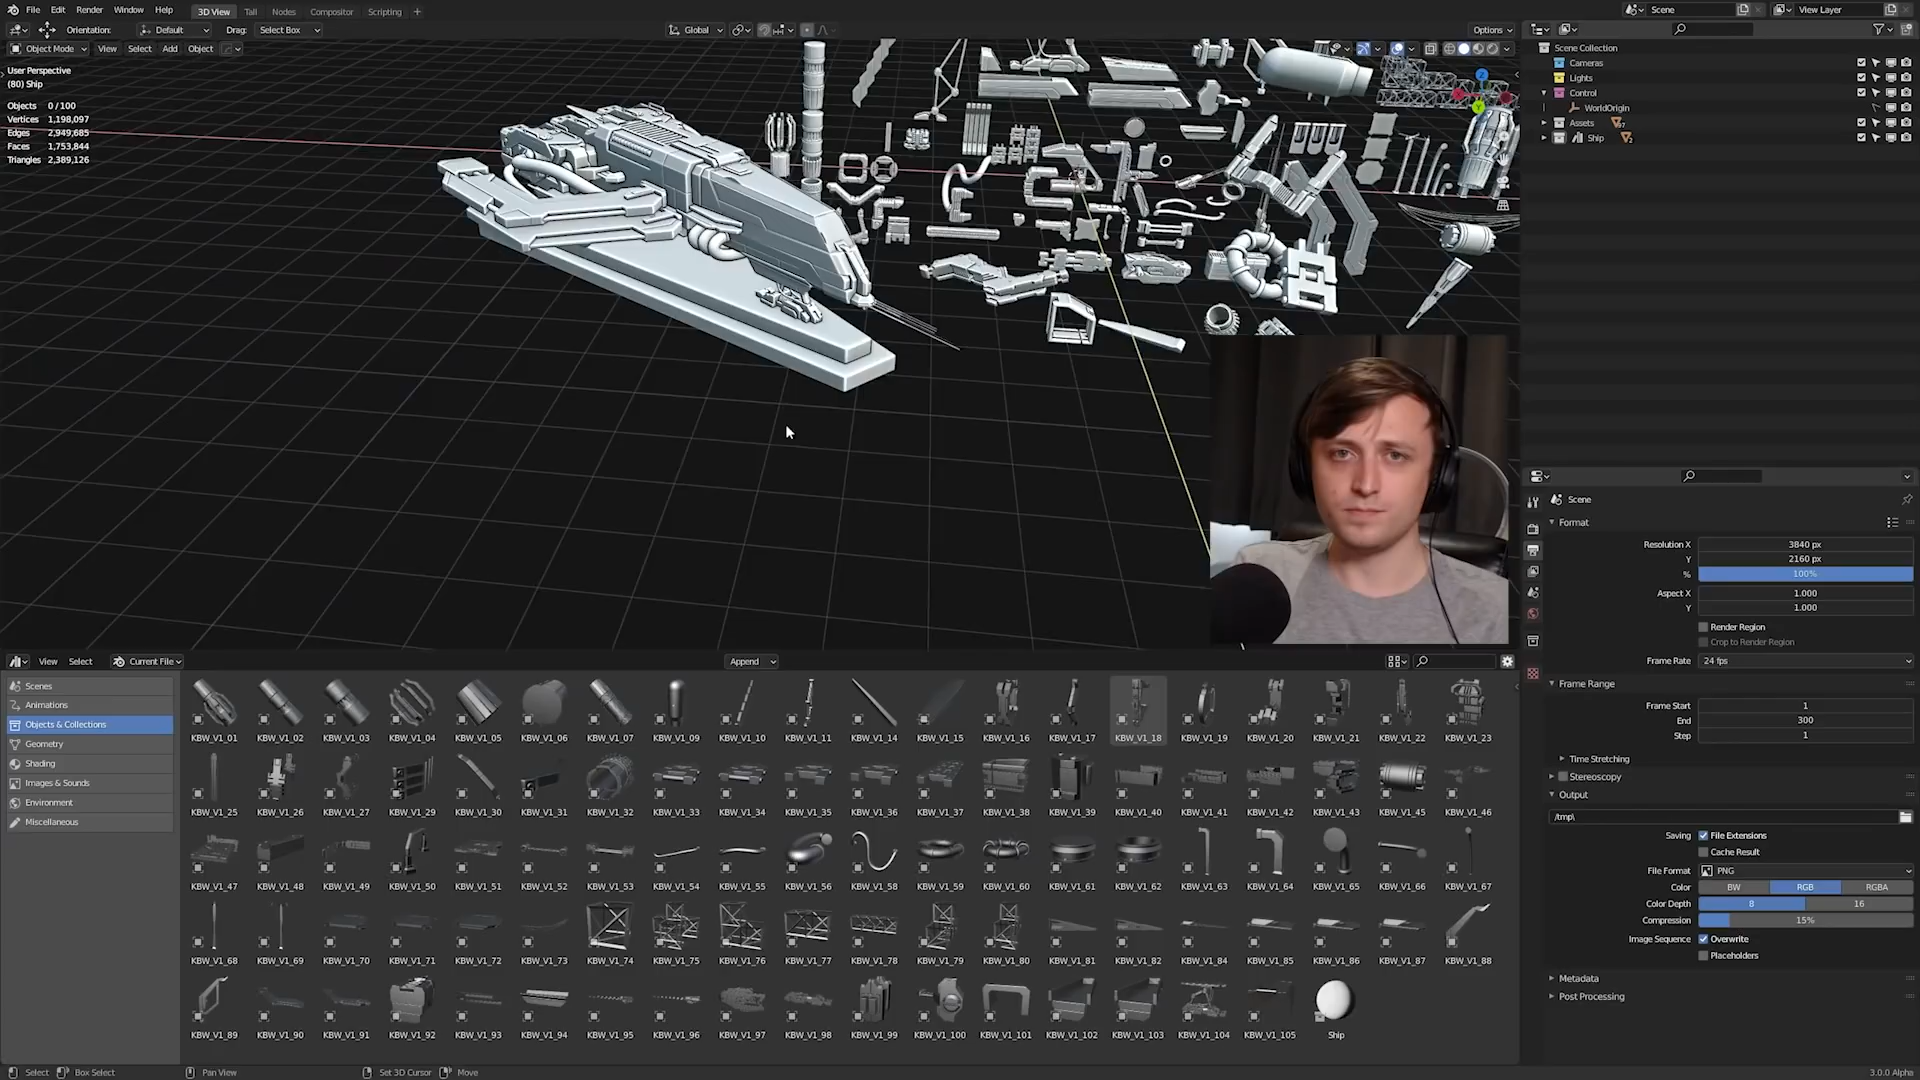 File Edit Render Window Help 3D View Tall Nodes Compositor Scripting + Scene View Layer
Orientation: Default Drag: Select Box Global Options
Object Mode View Select Add Object
User Perspective
(80) Ship
Objects 0/100
Vertices 1,198,097
Edges 2,949,685
Faces 1,753,844
Triangles 2,389,126
Z
Y
Scene Collection
Cameras
Lights
Control
WorldOrigin
Assets
Ship
Scene
Format
Resolution X 3840 px
Y 2160 px
% 100%
Aspect X 1.000
Y 1.000
Render Region
Crop to Render Region
Frame Rate 24 fps
Frame Range
Frame Start 1
End 300
Step 1
Time Stretching
Stereoscopy
Output
/tmp\
Saving File Extensions
Cache Result
File Format PNG
Color BW RGB RGBA
Color Depth 8 16
Compression 15%
Image Sequence Overwrite
Placeholders
Metadata
Post Processing
View Select Current File Append
Scenes
Animations
Objects & Collections
Geometry
Shading
Images & Sounds
Environment
Miscellaneous
KBW_V1_01 KBW_V1_02 KBW_V1_03 KBW_V1_04 KBW_V1_05 KBW_V1_06 KBW_V1_07 KBW_V1_09 KBW_V1_10 KBW_V1_11 KBW_V1_14 KBW_V1_15 KBW_V1_16 KBW_V1_17 KBW_V1_18 KBW_V1_19 KBW_V1_20 KBW_V1_21 KBW_V1_22 KBW_V1_23
KBW_V1_25 KBW_V1_26 KBW_V1_27 KBW_V1_29 KBW_V1_30 KBW_V1_31 KBW_V1_32 KBW_V1_33 KBW_V1_34 KBW_V1_35 KBW_V1_36 KBW_V1_37 KBW_V1_38 KBW_V1_39 KBW_V1_40 KBW_V1_41 KBW_V1_42 KBW_V1_43 KBW_V1_45 KBW_V1_46
KBW_V1_47 KBW_V1_48 KBW_V1_49 KBW_V1_50 KBW_V1_51 KBW_V1_52 KBW_V1_53 KBW_V1_54 KBW_V1_55 KBW_V1_56 KBW_V1_58 KBW_V1_59 KBW_V1_60 KBW_V1_61 KBW_V1_62 KBW_V1_63 KBW_V1_64 KBW_V1_65 KBW_V1_66 KBW_V1_67
KBW_V1_68 KBW_V1_69 KBW_V1_70 KBW_V1_71 KBW_V1_72 KBW_V1_73 KBW_V1_74 KBW_V1_75 KBW_V1_76 KBW_V1_77 KBW_V1_78 KBW_V1_79 KBW_V1_80 KBW_V1_81 KBW_V1_82 KBW_V1_84 KBW_V1_85 KBW_V1_86 KBW_V1_87 KBW_V1_88
KBW_V1_89 KBW_V1_90 KBW_V1_91 KBW_V1_92 KBW_V1_93 KBW_V1_94 KBW_V1_95 KBW_V1_96 KBW_V1_97 KBW_V1_98 KBW_V1_99 KBW_V1_100 KBW_V1_101 KBW_V1_102 KBW_V1_103 KBW_V1_104 KBW_V1_105 Ship
Select Box Select Pan View Set 3D Cursor Move 3.0.0 Alpha